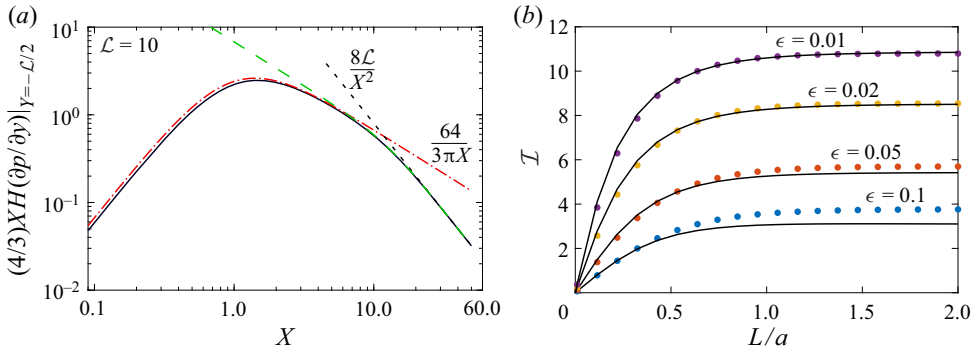 (a)
(b)
ℒ = 10
8ℒ/X²
64/3πX
(4/3)XH(∂p/∂y)|Y=−ℒ/2
10¹
10⁰
10⁻¹
10⁻²
0.1 1.0 10.0 60.0
X
ϵ = 0.01
ϵ = 0.02
ϵ = 0.05
ϵ = 0.1
ℐ
12
10
8
6
4
2
0 0.5 1.0 1.5 2.0
L/a